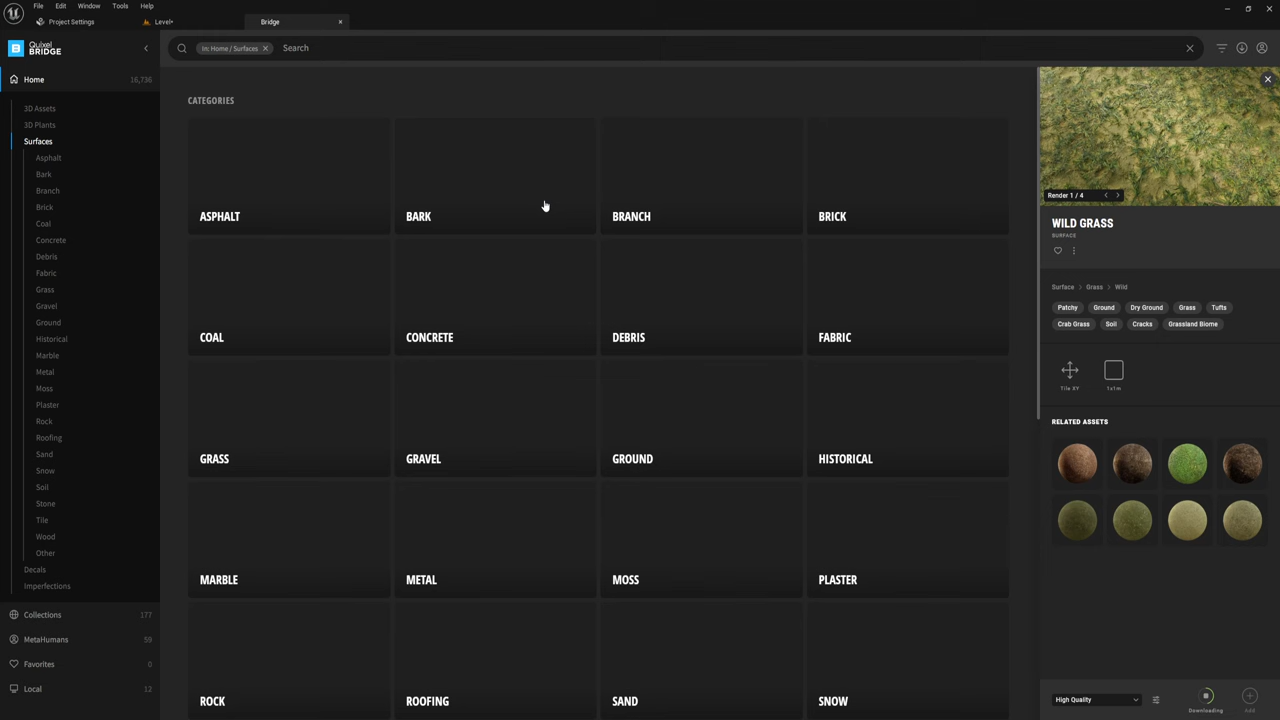 File Edit Window Tools Help
Project Settings
Level*
Bridge
Quixel
BRIDGE
In: Home / Surfaces
Search
Home 16,736
3D Assets
3D Plants
Surfaces
Asphalt
Bark
Branch
Brick
Coal
Concrete
Debris
Fabric
Grass
Gravel
Ground
Historical
Marble
Metal
Moss
Plaster
Rock
Roofing
Sand
Snow
Soil
Stone
Tile
Wood
Other
Decals
Imperfections
Collections 177
MetaHumans 59
Favorites 0
Local 12
CATEGORIES
ASPHALT BARK BRANCH BRICK
COAL CONCRETE DEBRIS FABRIC
GRASS GRAVEL GROUND HISTORICAL
MARBLE METAL MOSS PLASTER
ROCK ROOFING SAND SNOW
Render 1 / 4
WILD GRASS
SURFACE
Surface > Grass > Wild
Patchy Ground Dry Ground Grass Tufts
Crab Grass Soil Cracks Grassland Biome
Tile XY 1x1m
RELATED ASSETS
High Quality
Downloading Add